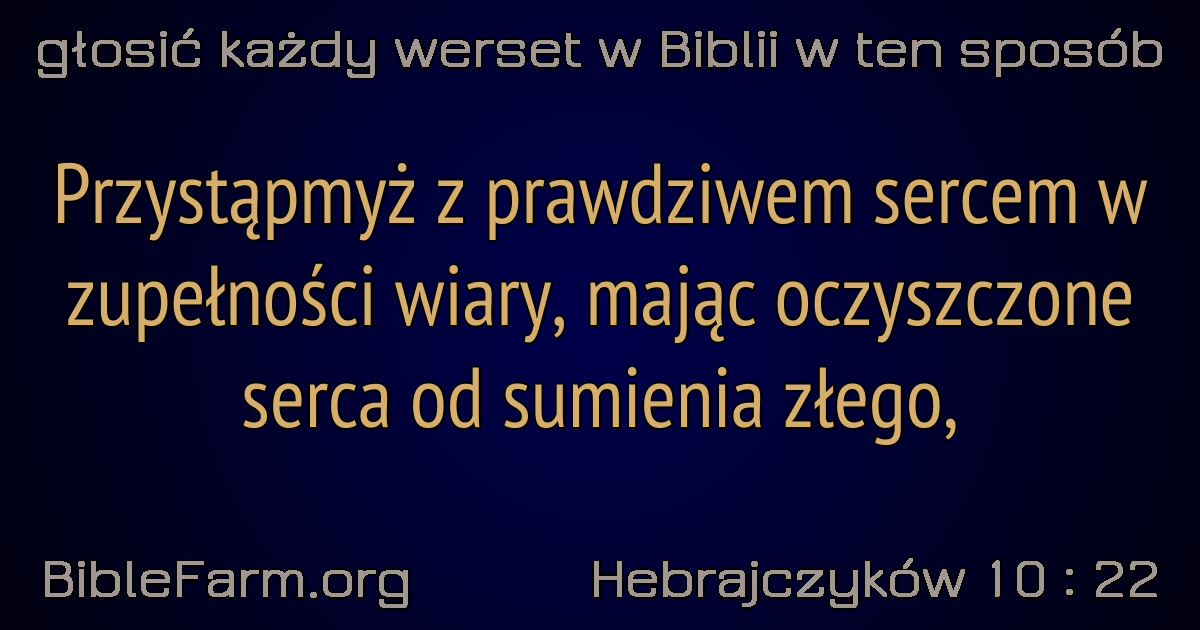 głosić każdy werset w Biblii w ten sposób
Przystąpmyż z prawdziwem sercem w
zupełności wiary, mając oczyszczone
serca od sumienia złego,
BibleFarm.org
Hebrajczyków 10 : 22